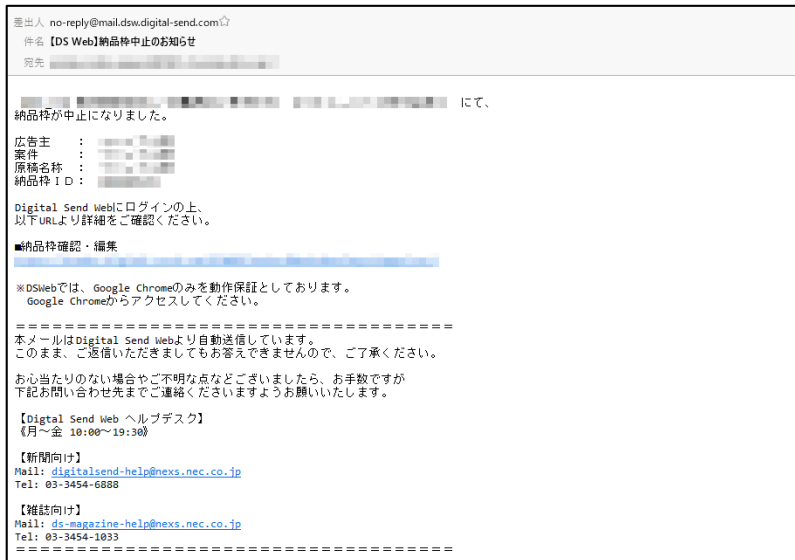 差出人 no-reply@mail.dsw.digital-send.com
件名 【DS Web】納品枠中止のお知らせ
宛先
にて、
納品枠が中止になりました。
広告主 :
案件 :
原稿名称 :
納品枠ID:
Digital Send Webにログインの上、
以下URLより詳細をご確認ください。
■納品枠確認・編集
※DSWebでは、Google Chromeのみを動作保証としております。
Google Chromeからアクセスしてください。
====================================
本メールはDigital Send Webより自動送信しています。
このまま、ご返信いただきましてもお答えできませんので、ご了承ください。
お心当たりのない場合やご不明な点などございましたら、お手数ですが
下記お問い合わせ先までご連絡くださいますようお願いいたします。
【Digtal Send Web ヘルプデスク】
《月～金 10:00～19:30》
【新聞向け】
Mail: digitalsend-help@nexs.nec.co.jp
Tel: 03-3454-6888
【雑誌向け】
Mail: ds-magazine-help@nexs.nec.co.jp
Tel: 03-3454-1033
====================================